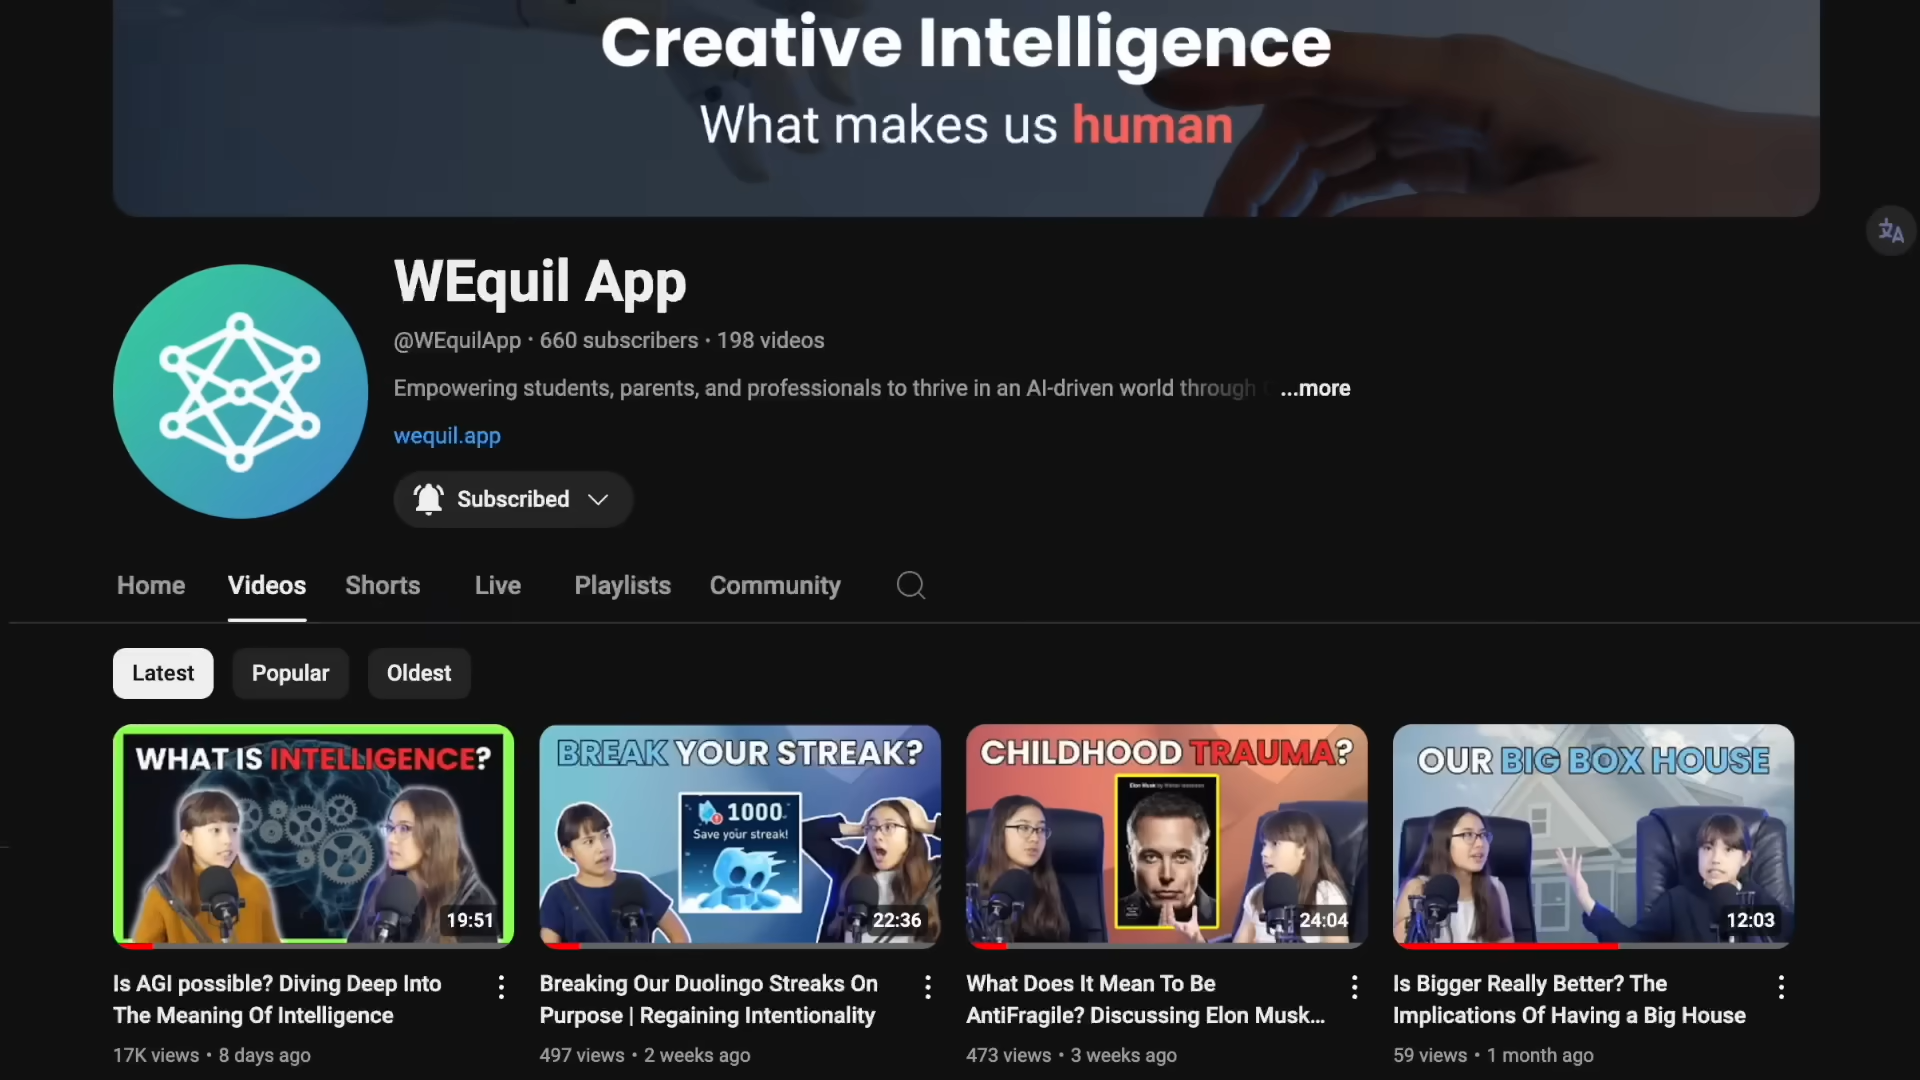 Creative Intelligence
What makes us human
WEquil App
@WEquilApp · 660 subscribers · 198 videos
Empowering students, parents, and professionals to thrive in an AI-driven world through ...more
wequil.app
Subscribed
Home Videos Shorts Live Playlists Community
Latest Popular Oldest
WHAT IS INTELLIGENCE?
19:51
BREAK YOUR STREAK?
1000
Save your streak!
22:36
CHILDHOOD TRAUMA?
24:04
OUR BIG BOX HOUSE
12:03
Is AGI possible? Diving Deep Into
The Meaning Of Intelligence
17K views · 8 days ago
Breaking Our Duolingo Streaks On
Purpose | Regaining Intentionality
497 views · 2 weeks ago
What Does It Mean To Be
AntiFragile? Discussing Elon Musk...
473 views · 3 weeks ago
Is Bigger Really Better? The
Implications Of Having a Big House
59 views · 1 month ago